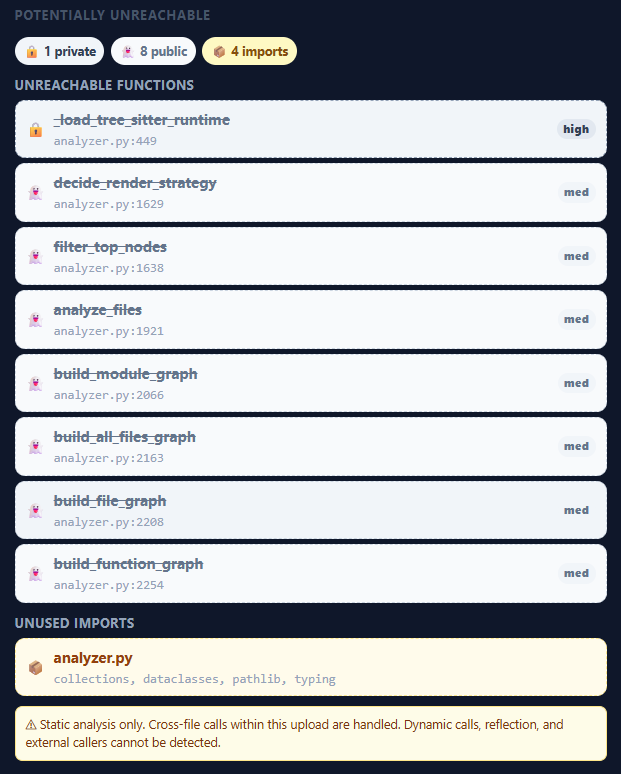 POTENTIALLY UNREACHABLE
1 private 8 public 4 imports
UNREACHABLE FUNCTIONS
_load_tree_sitter_runtime
analyzer.py:449
high
decide_render_strategy
analyzer.py:1629
med
filter_top_nodes
analyzer.py:1638
med
analyze_files
analyzer.py:1921
med
build_module_graph
analyzer.py:2066
med
build_all_files_graph
analyzer.py:2163
med
build_file_graph
analyzer.py:2208
med
build_function_graph
analyzer.py:2254
med
UNUSED IMPORTS
analyzer.py
collections, dataclasses, pathlib, typing
⚠ Static analysis only. Cross-file calls within this upload are handled. Dynamic calls, reflection, and
external callers cannot be detected.